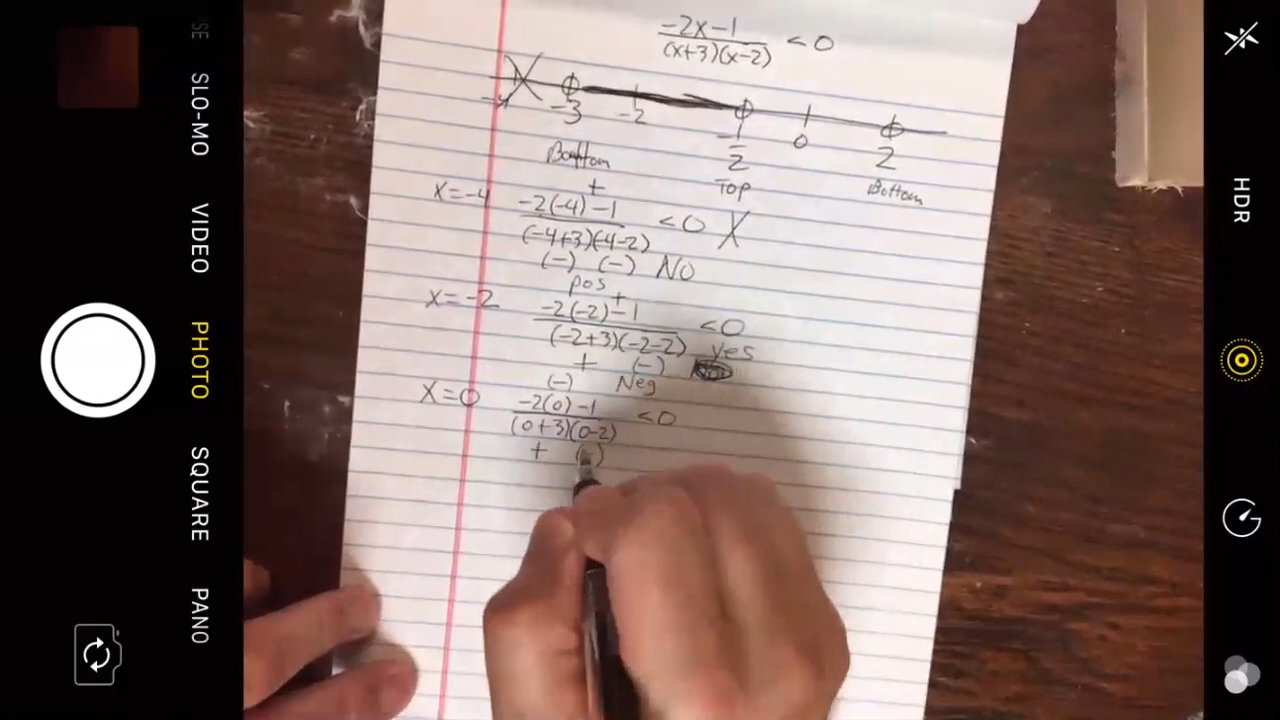 SE
SLO-MO
VIDEO
PHOTO
SQUARE
PANO
HDR
-2x-1
(x+3)(x-2) <0
X
-4 -3 -2 -1/2 0 2
Bottom Top Bottom
+
x=-4 -2(-4)-1
(-4+3)(-4-2) <0 X
(-) (-) No
pos
+
x=-2 -2(-2)-1
(-2+3)(-2-2) <0
yes
+ (-)
Neg
(-)
x=0 -2(0)-1
(0+3)(0-2) <0
+ (-)